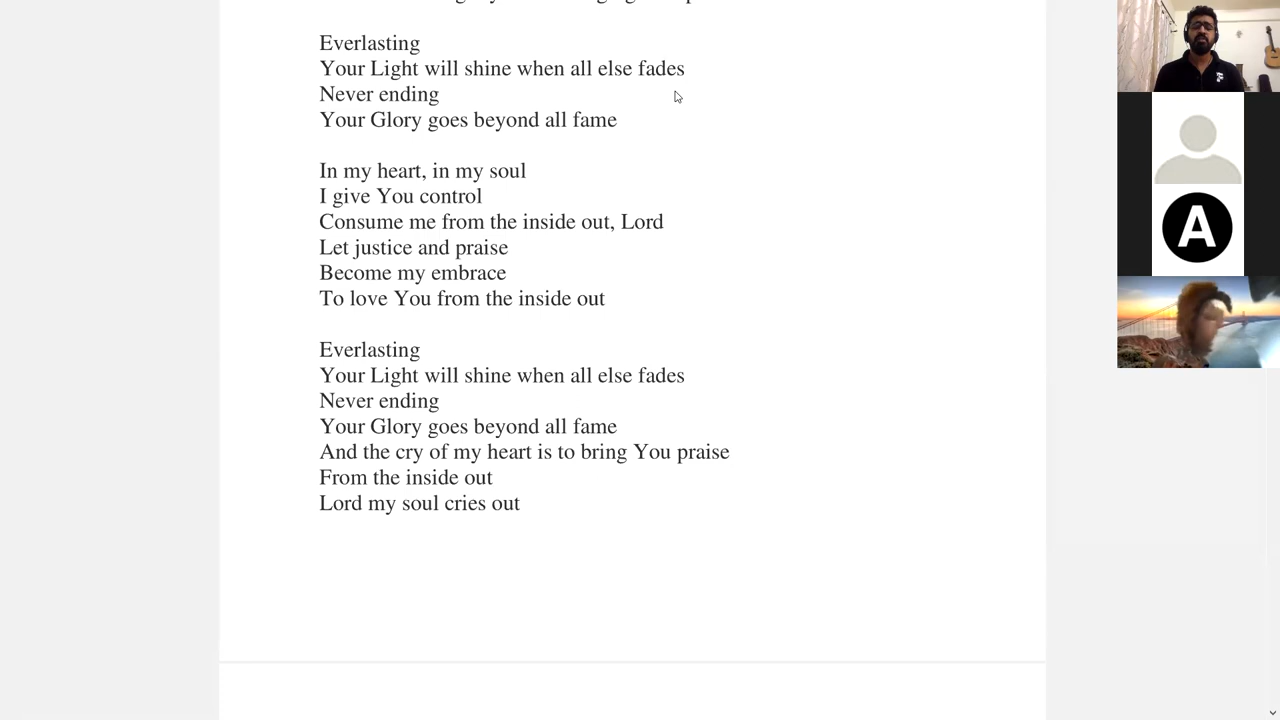 Everlasting
Your Light will shine when all else fades
Never ending
Your Glory goes beyond all fame
In my heart, in my soul
I give You control
Consume me from the inside out, Lord
Let justice and praise
Become my embrace
To love You from the inside out
Everlasting
Your Light will shine when all else fades
Never ending
Your Glory goes beyond all fame
And the cry of my heart is to bring You praise
From the inside out
Lord my soul cries out
A